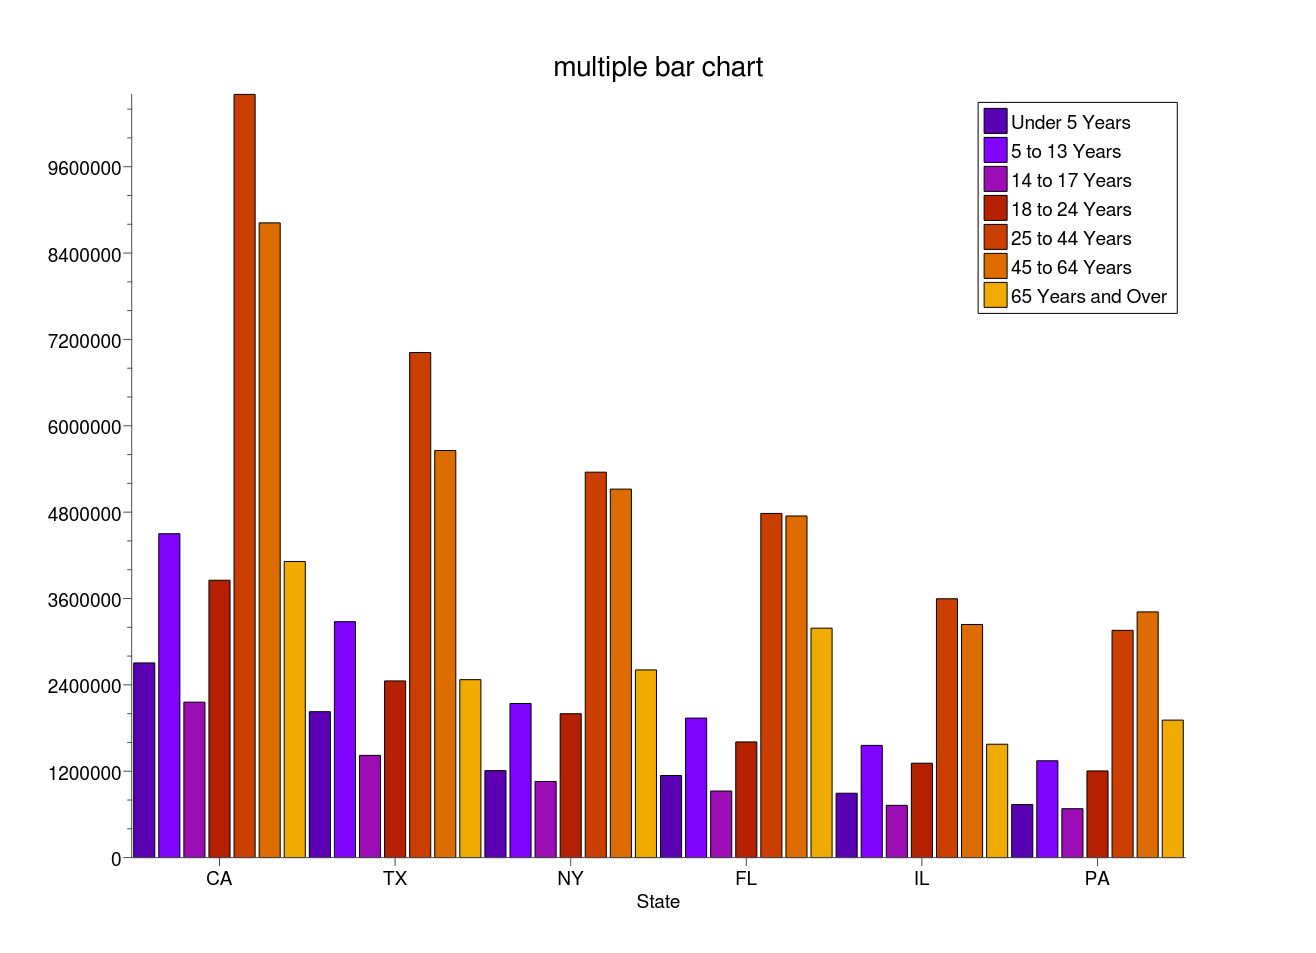 multiple bar chart
Under 5 Years
5 to 13 Years
14 to 17 Years
18 to 24 Years
25 to 44 Years
45 to 64 Years
65 Years and Over
9600000
8400000
7200000
6000000
4800000
3600000
2400000
1200000
0
CA TX NY FL IL PA
State